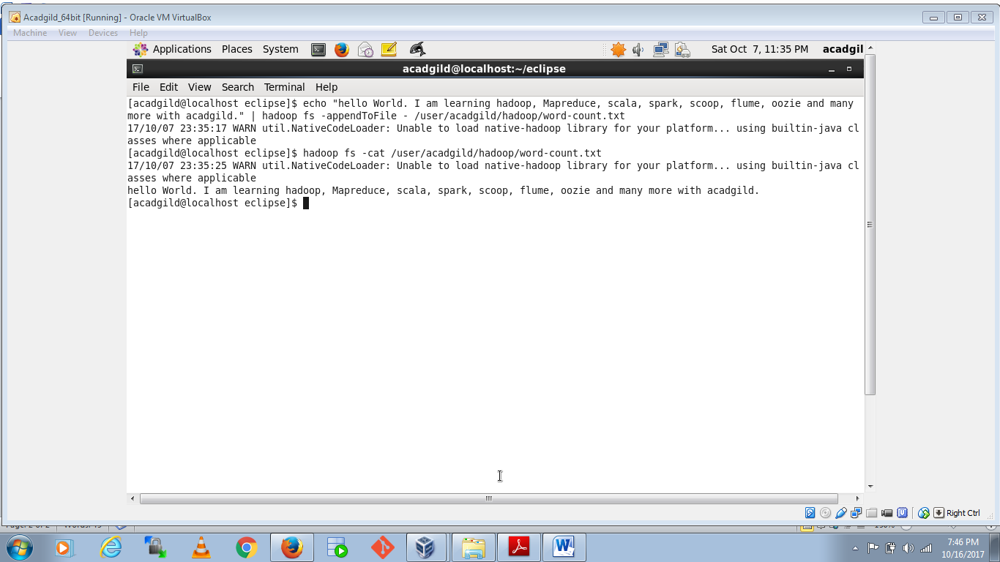 Acadgild_64bit [Running] - Oracle VM VirtualBox
Machine View Devices Help
Applications Places System Sat Oct 7, 11:35 PM acadgil
acadgild@localhost:~/eclipse
File Edit View Search Terminal Help
[acadgild@localhost eclipse]$ echo "hello World. I am learning hadoop, Mapreduce, scala, spark, scoop, flume, oozie and many
more with acadgild." | hadoop fs -appendToFile - /user/acadgild/hadoop/word-count.txt
17/10/07 23:35:17 WARN util.NativeCodeLoader: Unable to load native-hadoop library for your platform... using builtin-java cl
asses where applicable
[acadgild@localhost eclipse]$ hadoop fs -cat /user/acadgild/hadoop/word-count.txt
17/10/07 23:35:25 WARN util.NativeCodeLoader: Unable to load native-hadoop library for your platform... using builtin-java cl
asses where applicable
hello World. I am learning hadoop, Mapreduce, scala, spark, scoop, flume, oozie and many more with acadgild.
[acadgild@localhost eclipse]$
Right Ctrl
7:46 PM
10/16/2017